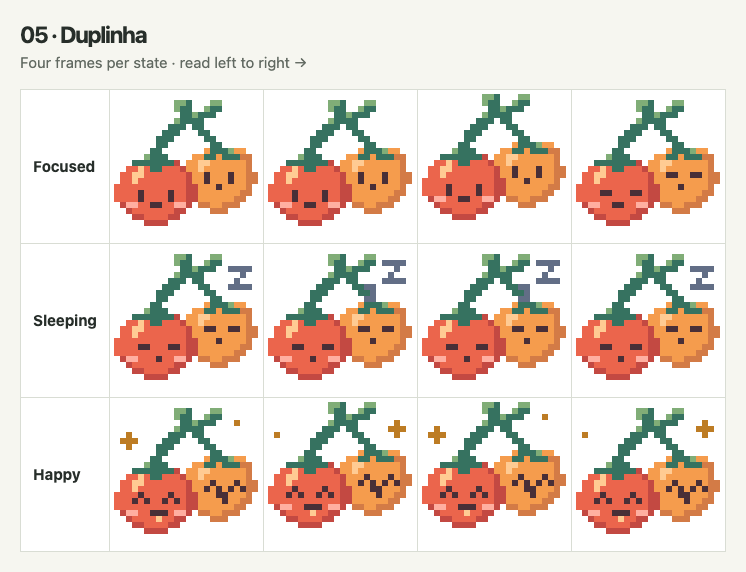 05 · Duplinha
Four frames per state · read left to right →
Focused
Sleeping
Z
Z
Z
Z
Happy